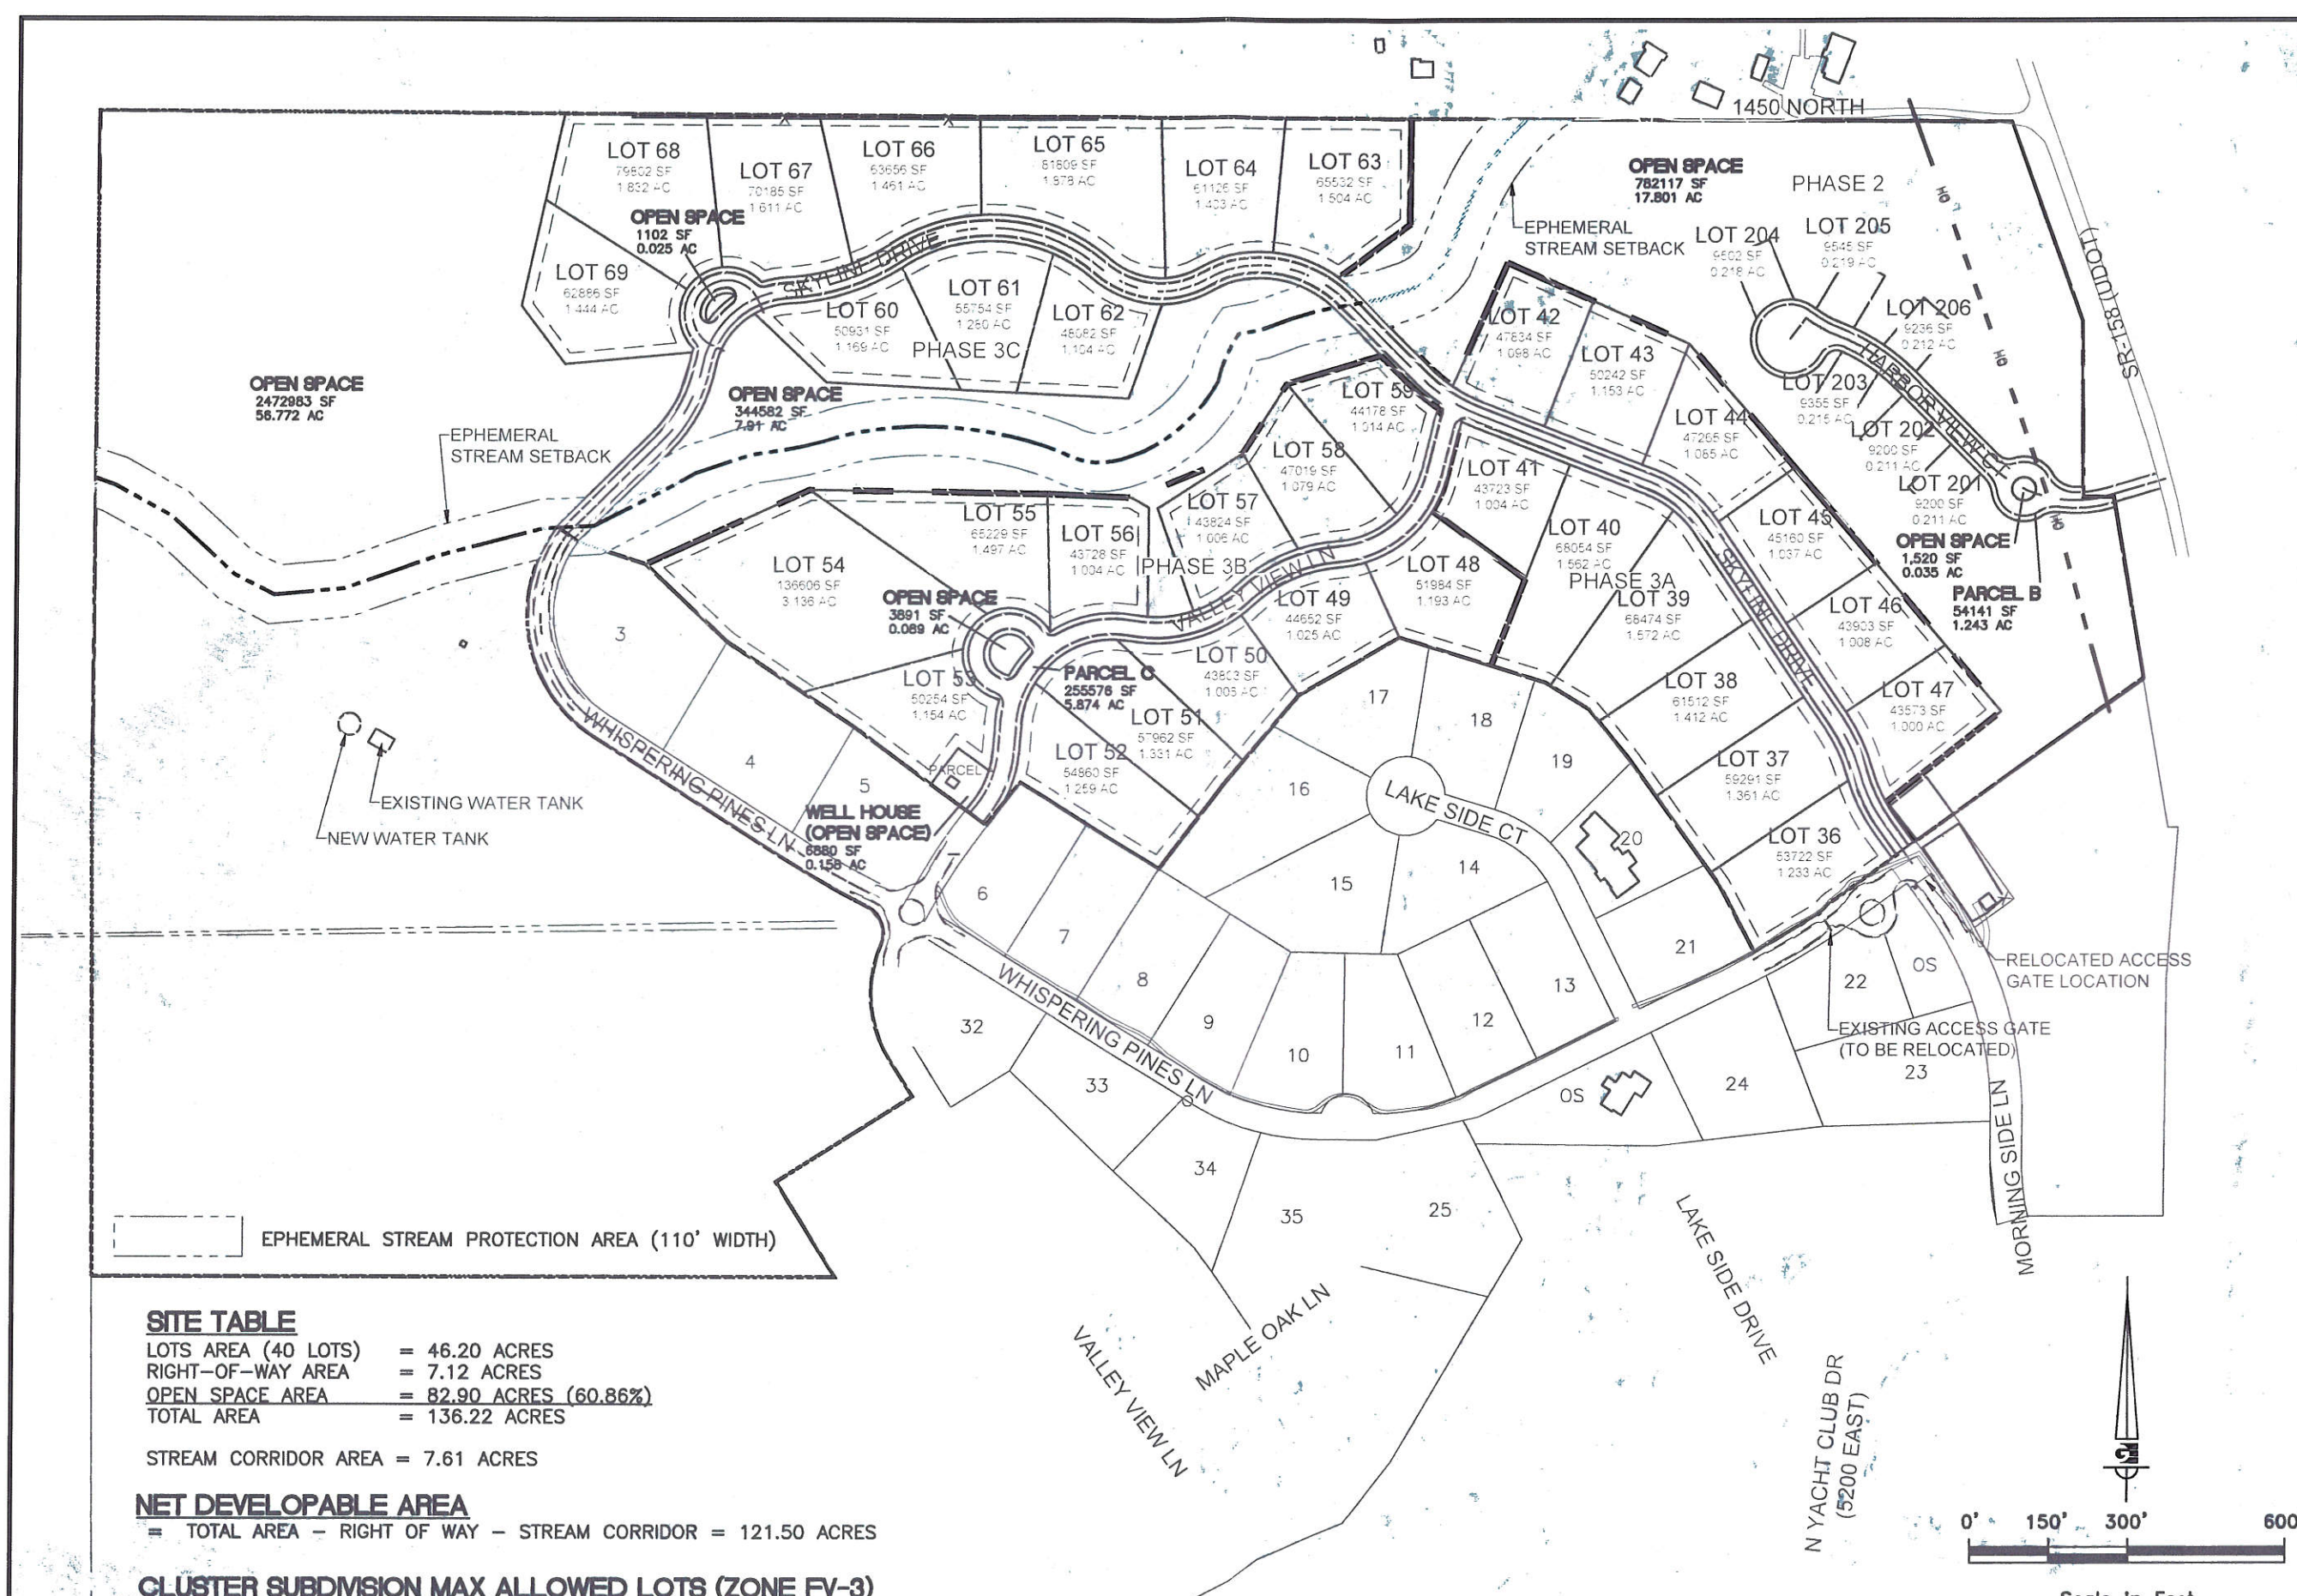 1450 NORTH
LOT 68
79802 SF
1.832 AC
LOT 67
70185 SF
1.611 AC
LOT 66
63656 SF
1.461 AC
LOT 65
81809 SF
1.878 AC
LOT 64
61126 SF
1.403 AC
LOT 63
65532 SF
1.504 AC
OPEN SPACE
782117 SF
17.801 AC
PHASE 2
EPHEMERAL
STREAM SETBACK
OPEN SPACE
1102 SF
0.025 AC
LOT 69
62886 SF
1.444 AC
SKYLINE DRIVE
LOT 60
50931 SF
1.169 AC
LOT 61
55754 SF
1.280 AC
LOT 62
48082 SF
1.104 AC
PHASE 3C
LOT 204
9502 SF
0.218 AC
LOT 205
9545 SF
0.219 AC
LOT 206
9236 SF
0.212 AC
LOT 203
9355 SF
0.215 AC
LOT 202
9200 SF
0.211 AC
LOT 201
9200 SF
0.211 AC
HARBOR VIEW CT
OH
OH
OH
OH
SR-158 (UDOT)
OPEN SPACE
1,520 SF
0.035 AC
PARCEL B
54141 SF
1.243 AC
LOT 42
47834 SF
1.098 AC
LOT 43
50242 SF
1.153 AC
LOT 44
47265 SF
1.085 AC
LOT 45
45160 SF
1.037 AC
LOT 46
43903 SF
1.008 AC
LOT 47
43573 SF
1.000 AC
OPEN SPACE
2472983 SF
56.772 AC
OPEN SPACE
344582 SF
7.91 AC
EPHEMERAL
STREAM SETBACK
LOT 59
44178 SF
1.014 AC
LOT 58
47019 SF
1.079 AC
LOT 57
43824 SF
1.006 AC
LOT 41
43723 SF
1.004 AC
LOT 40
68054 SF
1.562 AC
PHASE 3A
LOT 39
68474 SF
1.572 AC
LOT 38
61512 SF
1.412 AC
LOT 37
59291 SF
1.361 AC
LOT 36
53722 SF
1.233 AC
SKYLINE DRIVE
LOT 54
136606 SF
3.136 AC
LOT 55
65229 SF
1.497 AC
LOT 56
43728 SF
1.004 AC
PHASE 3B
VALLEY VIEW LN
LOT 48
51984 SF
1.193 AC
LOT 49
44652 SF
1.025 AC
LOT 50
43803 SF
1.005 AC
LOT 51
57962 SF
1.331 AC
LOT 52
54860 SF
1.259 AC
OPEN SPACE
3891 SF
0.089 AC
LOT 53
50254 SF
1.154 AC
PARCEL C
255576 SF
5.874 AC
PARCEL
WELL HOUSE
(OPEN SPACE)
6880 SF
0.158 AC
EXISTING WATER TANK
NEW WATER TANK
WHISPERING PINES LN
3
4
5
6
7
8
9
10
11
12
13
14
15
16
17
18
19
20
21
22
OS
LAKE SIDE CT
RELOCATED ACCESS
GATE LOCATION
EXISTING ACCESS GATE
(TO BE RELOCATED)
23
24
OS
WHISPERING PINES LN
32
33
34
35
25
MORNING SIDE LN
LAKE SIDE DRIVE
MAPLE OAK LN
VALLEY VIEW LN
N YACHT CLUB DR
(5200 EAST)
EPHEMERAL STREAM PROTECTION AREA (110' WIDTH)
SITE TABLE
LOTS AREA (40 LOTS) = 46.20 ACRES
RIGHT-OF-WAY AREA = 7.12 ACRES
OPEN SPACE AREA = 82.90 ACRES (60.86%)
TOTAL AREA = 136.22 ACRES
STREAM CORRIDOR AREA = 7.61 ACRES
NET DEVELOPABLE AREA
= TOTAL AREA - RIGHT OF WAY - STREAM CORRIDOR = 121.50 ACRES
CLUSTER SUBDIVISION MAX ALLOWED LOTS (ZONE FV-3)
0' 150' 300' 600
Scale in Feet